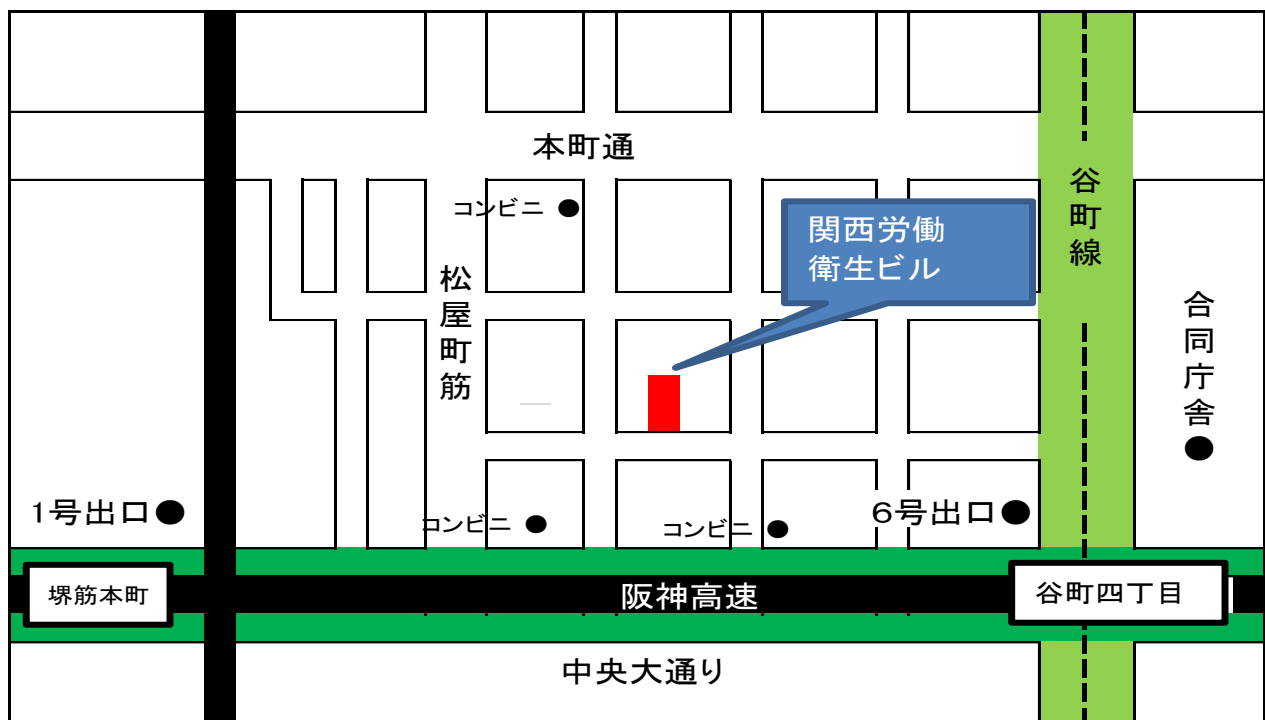 本町通
コンビニ
関西労働
衛生ビル
谷町線
松屋町筋
合同庁舎
1号出口
コンビニ
コンビニ
6号出口
堺筋本町
阪神高速
谷町四丁目
中央大通り